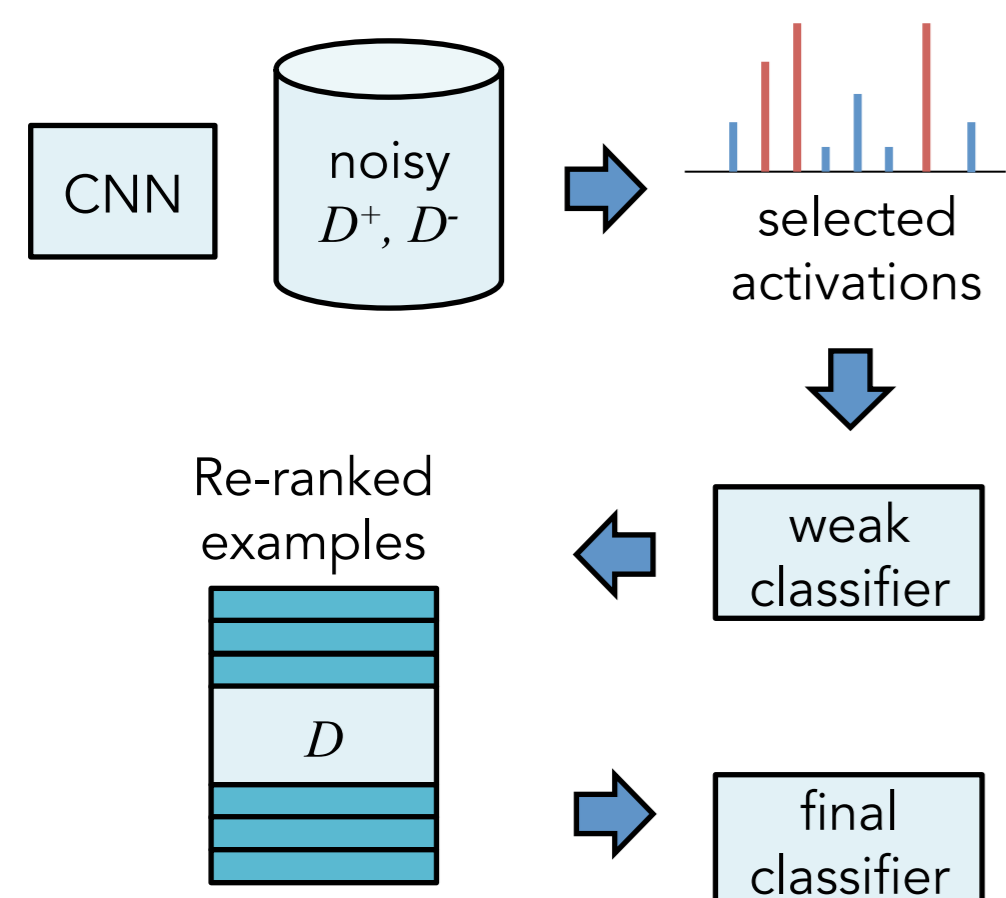 CNN
noisy
D⁺, D⁻
selected
activations
weak
classifier
Re-ranked
examples
D
final
classifier